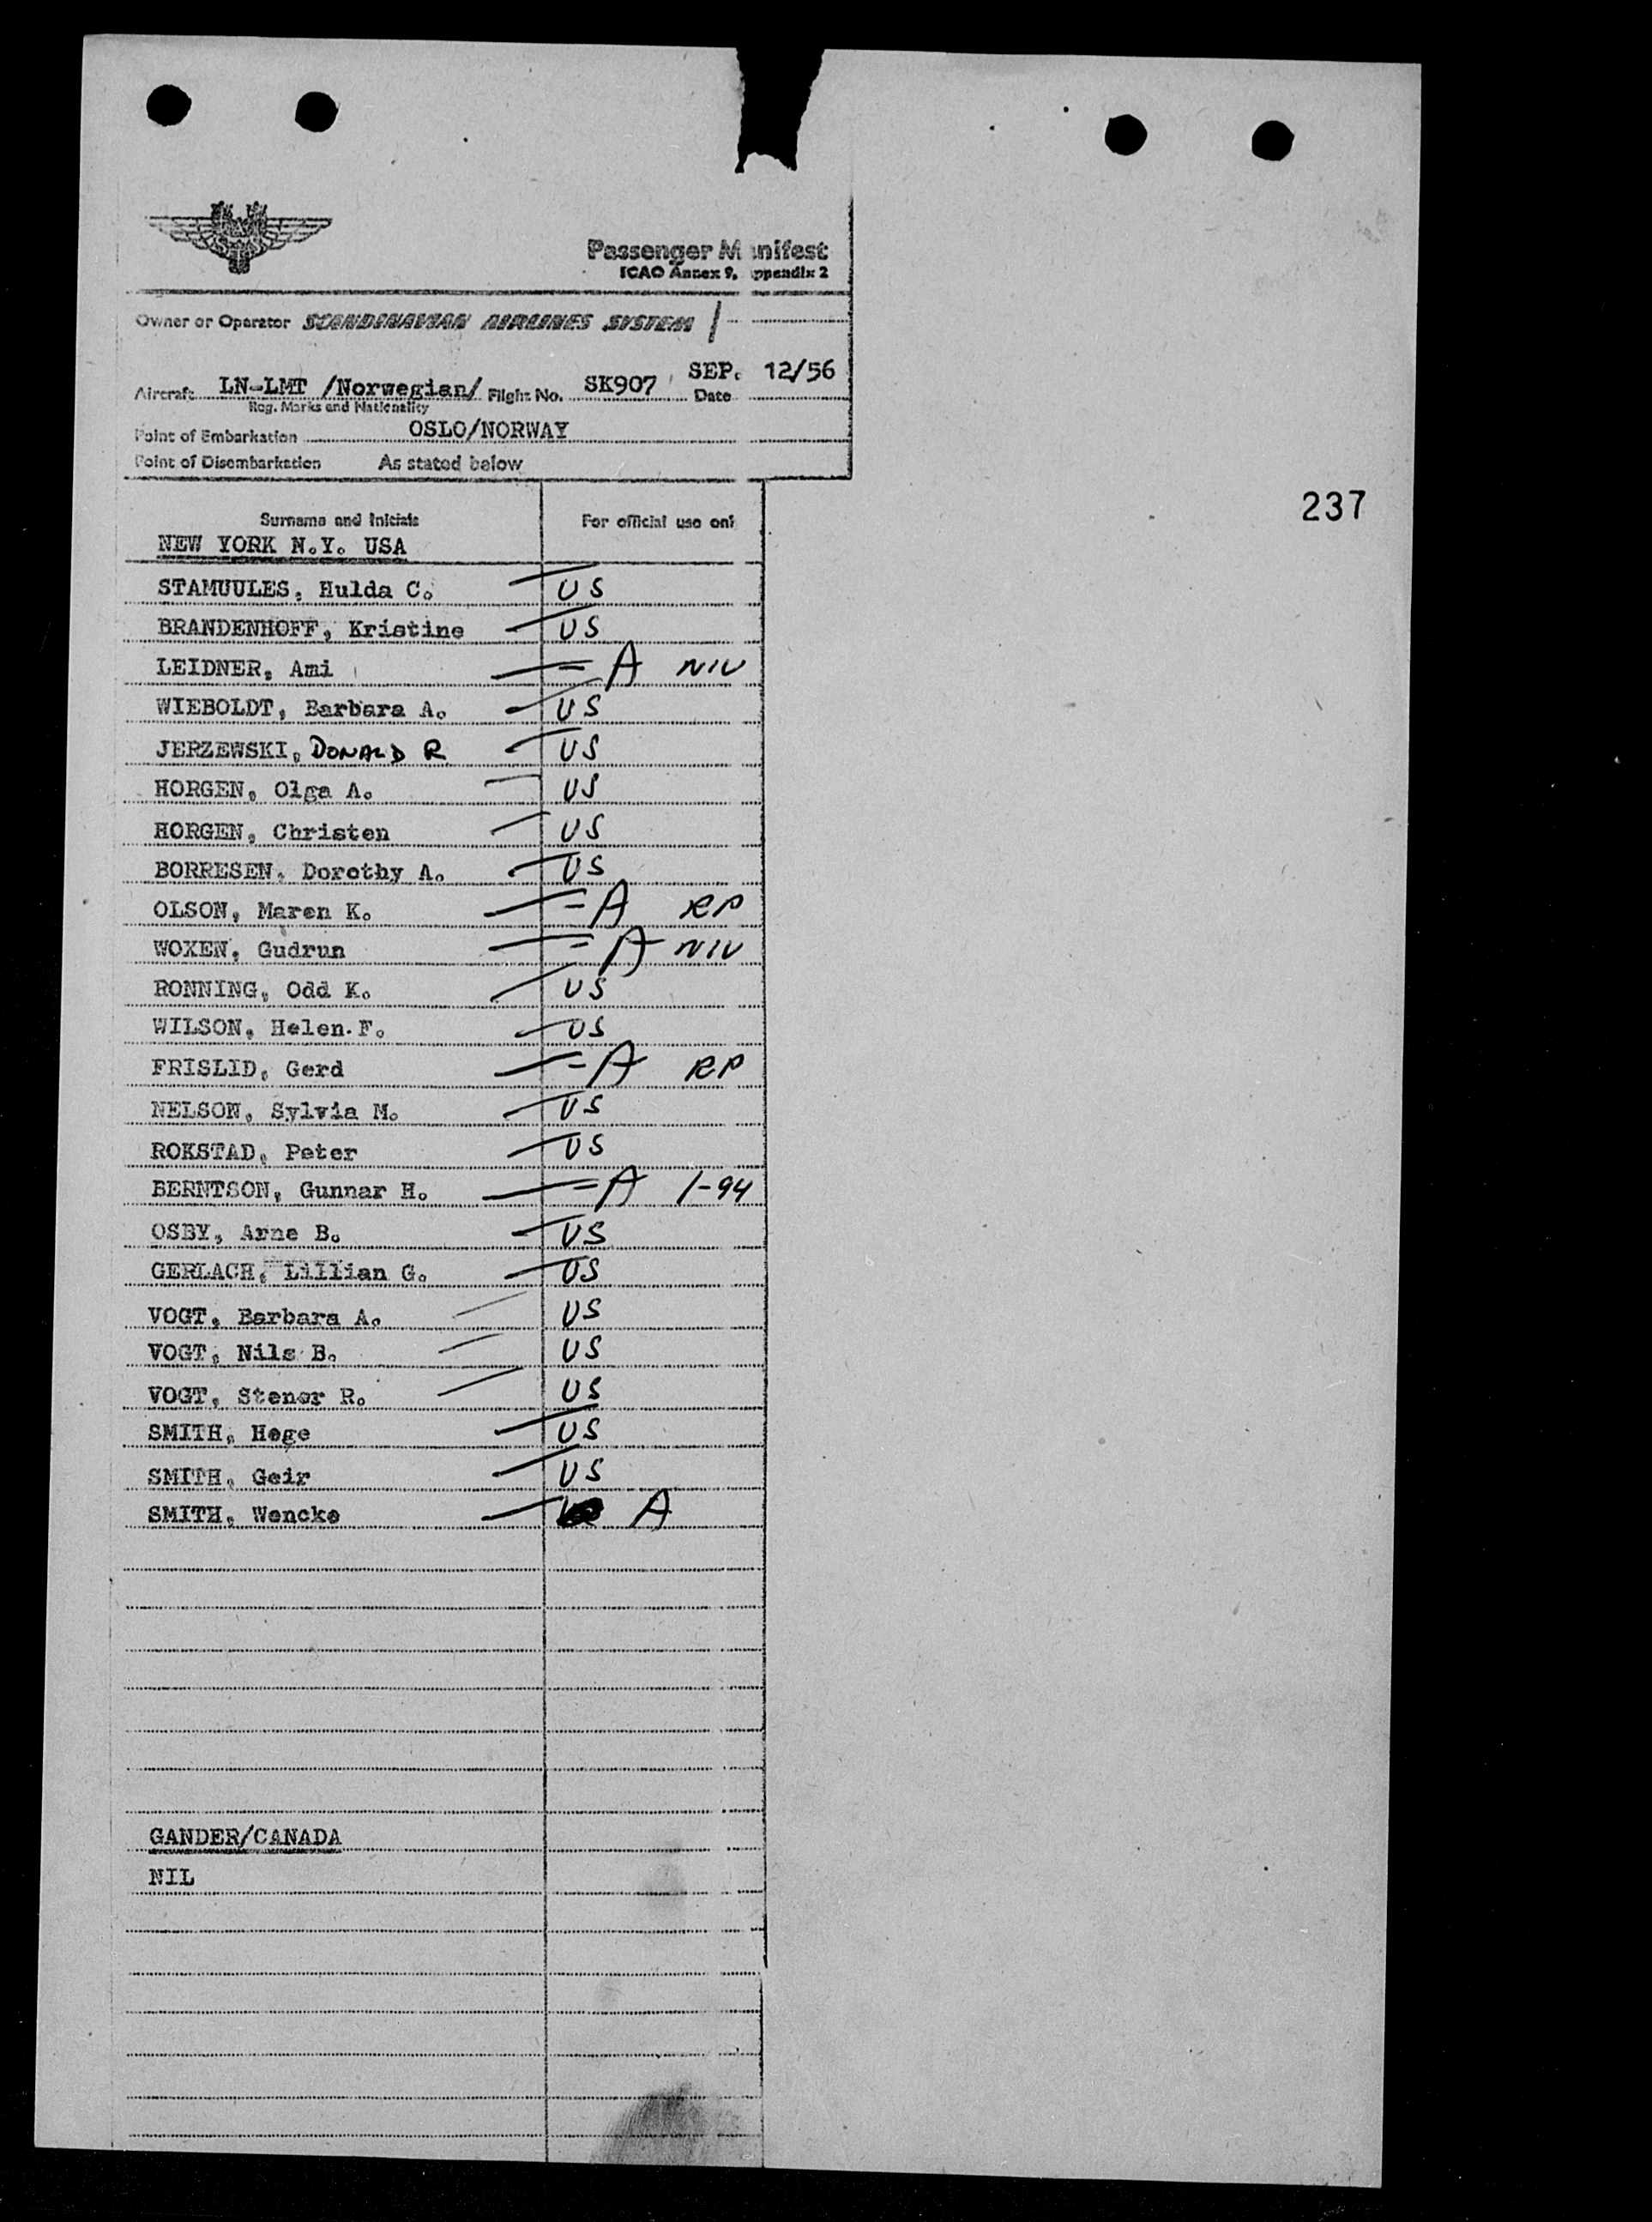 Passenger Manifest
ICAO Annex 9, Appendix 2
Owner or Operator SCANDINAVIAN AIRLINES SYSTEM
Aircraft LN-LMT /Norwegian/ Flight No. SK907 SEP. 12/56 Date
Reg. Marks and Nationality
Point of Embarkation OSLO/NORWAY
Point of Disembarkation As stated below
237
Surname and Initials For official use onl
NEW YORK N.Y. USA
STAMUULES, Hulda C. US
BRANDENHOFF, Kristine US
LEIDNER, Ami A NIV
WIEBOLDT, Barbara A. US
JERZEWSKI, DONALD R US
HORGEN, Olga A. US
HORGEN, Christen US
BORRESEN, Dorothy A. US
OLSON, Maren K. A RP
WOXEN, Gudrun A NIV
RONNING, Odd K. US
WILSON, Helen F. US
FRISLID, Gerd A RP
NELSON, Sylvia M. US
ROKSTAD, Peter US
BERNTSON, Gunnar H. A I-94
OSBY, Arne B. US
GERLACH, Lillian G. US
VOGT, Barbara A. US
VOGT, Nils B. US
VOGT, Stener R. US
SMITH, Hege US
SMITH, Geir US
SMITH, Wencke A
GANDER/CANADA
NIL